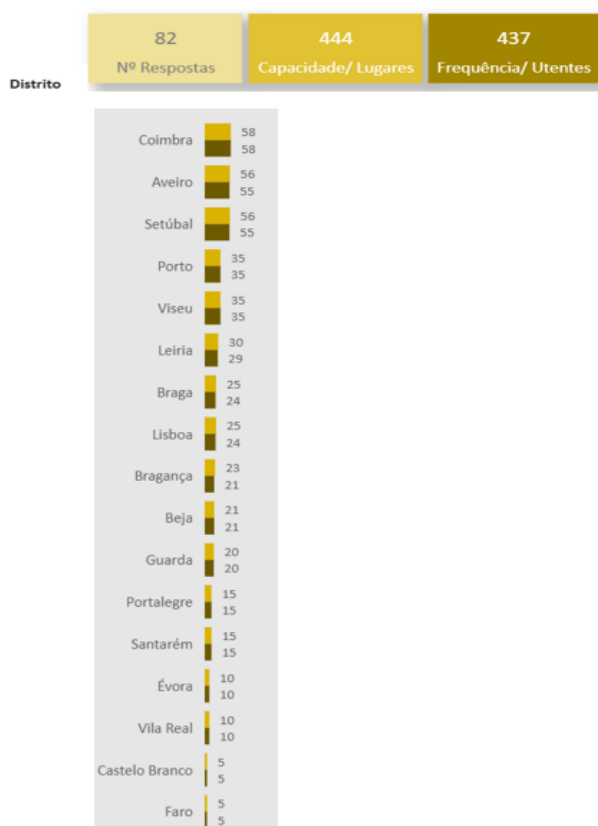 82
444
437
Nº Respostas
Capacidade/ Lugares
Frequência/ Utentes
Distrito
Coimbra
58
58
Aveiro
56
55
Setúbal
56
55
Porto
35
35
Viseu
35
35
Leiria
30
29
Braga
25
24
Lisboa
25
24
Bragança
23
21
Beja
21
21
Guarda
20
20
Portalegre
15
15
Santarém
15
15
Évora
10
10
Vila Real
10
10
Castelo Branco
5
5
Faro
5
5